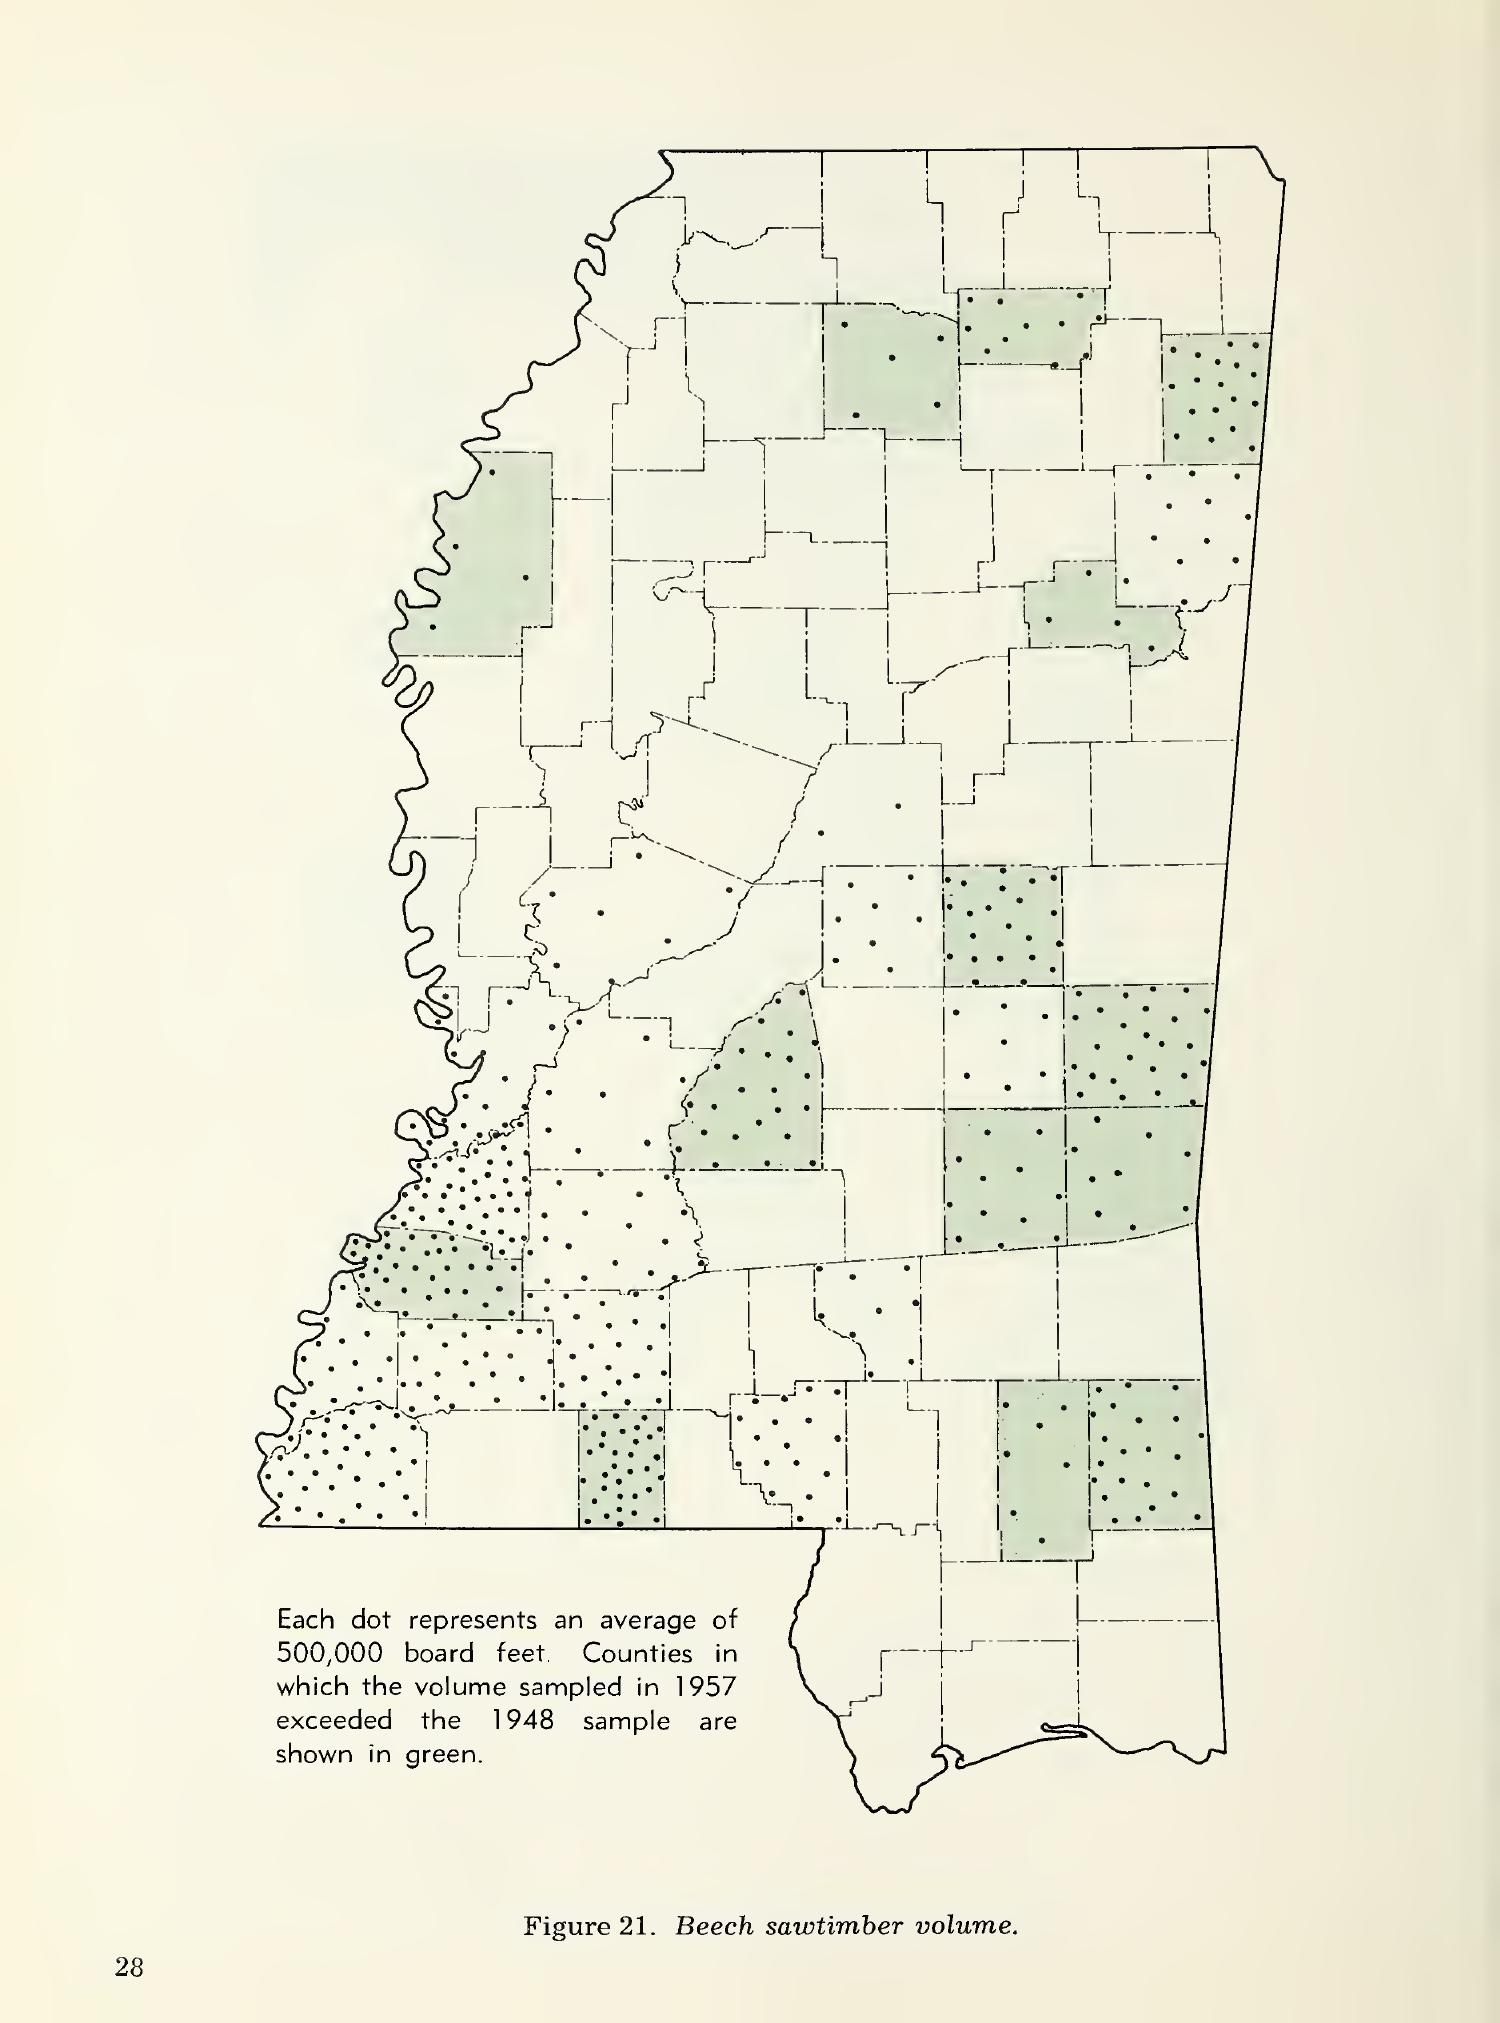 Each dot represents an average of
500,000 board feet. Counties in
which the volume sampled in 1957
exceeded the 1948 sample are
shown in green.
Figure 21. Beech sawtimber volume.
28